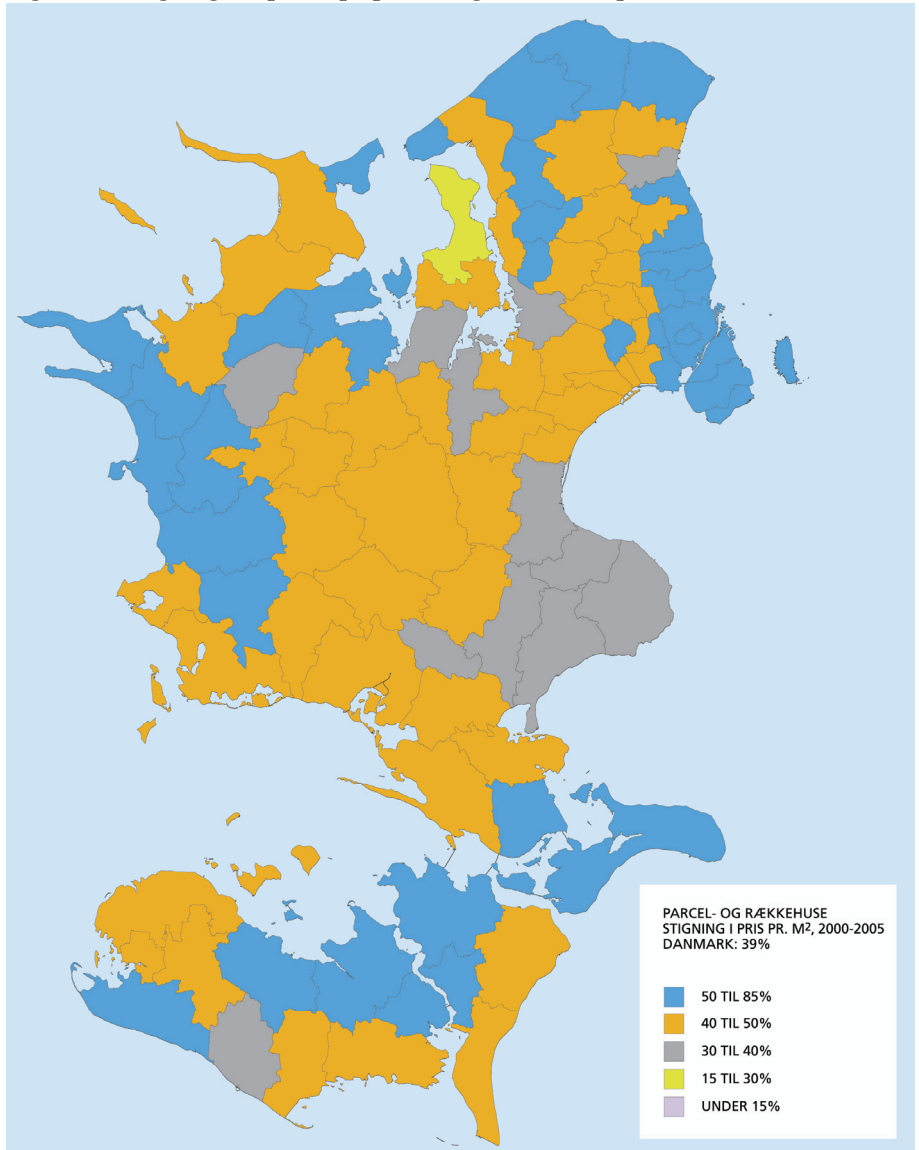 PARCEL- OG RÆKKEHUSE
STIGNING I PRIS PR. M², 2000-2005
DANMARK: 39%
50 TIL 85%
40 TIL 50%
30 TIL 40%
15 TIL 30%
UNDER 15%